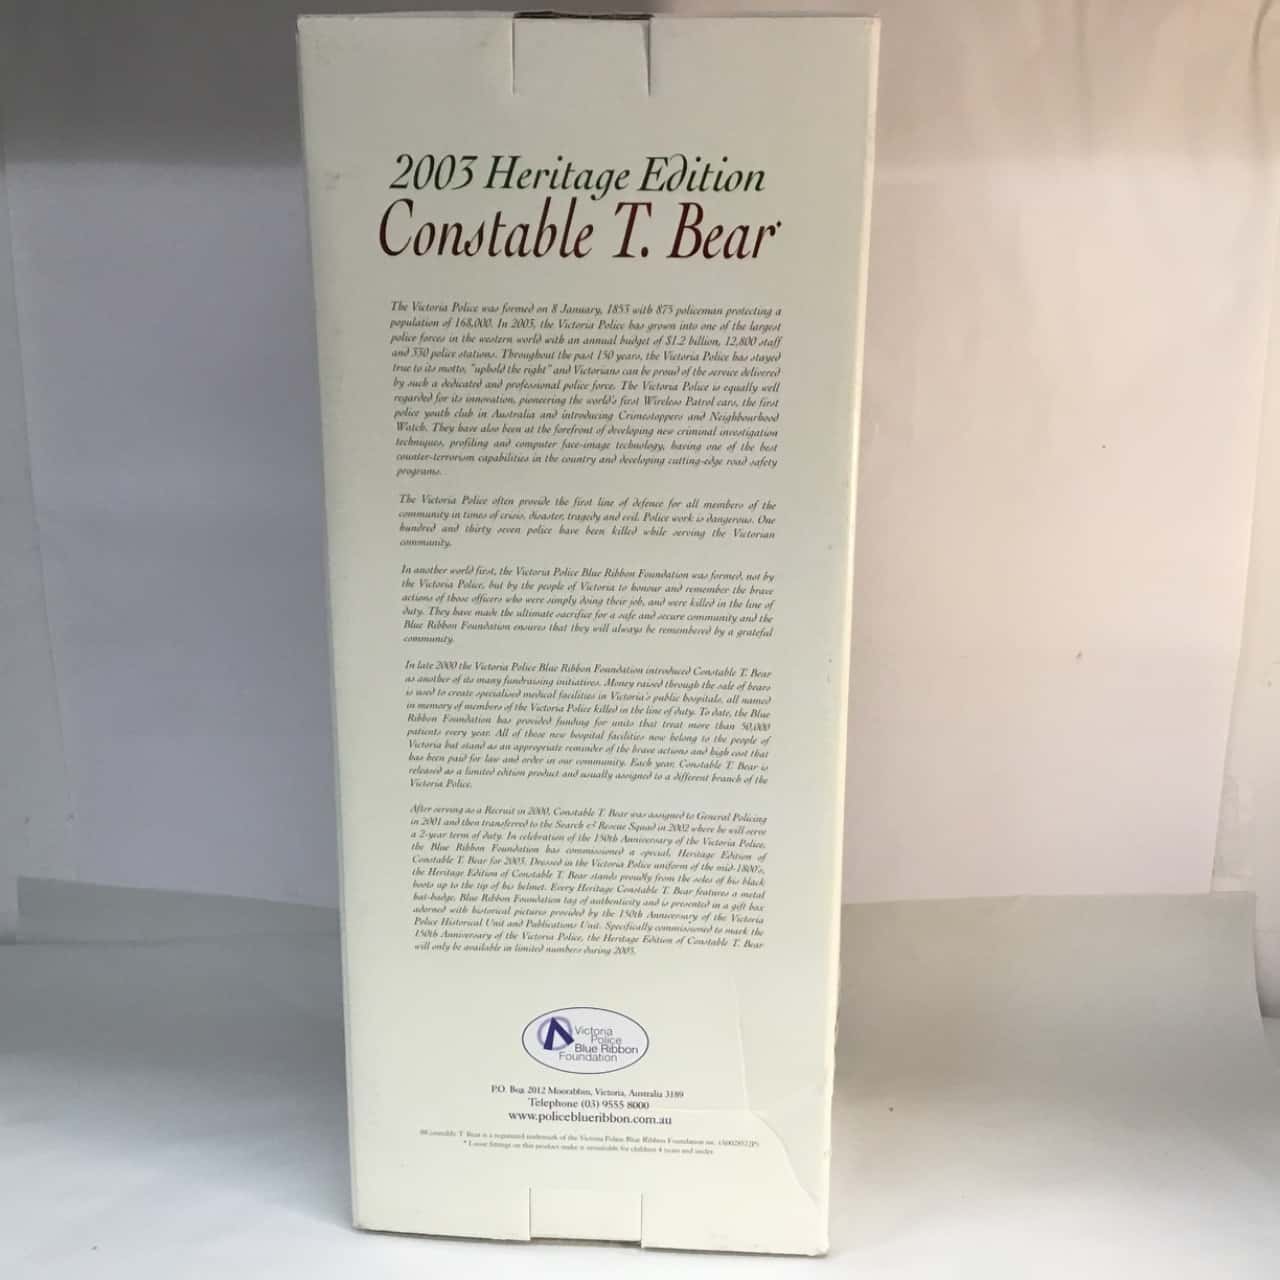 2003 Heritage Edition
Constable T. Bear*
The Victoria Police was formed on 8 January, 1853 with 875 policeman protecting a
population of 168,000. In 2003, the Victoria Police has grown into one of the largest
police forces in the western world with an annual budget of $1.2 billion, 12,800 staff
and 330 police stations. Throughout the past 150 years, the Victoria Police has stayed
true to its motto, "uphold the right" and Victorians can be proud of the service delivered
by such a dedicated and professional police force. The Victoria Police is equally well
regarded for its innovation, pioneering the world's first Wireless Patrol cars, the first
police youth club in Australia and introducing Crimestoppers and Neighbourhood
Watch. They have also been at the forefront of developing new criminal investigation
techniques, profiling and computer face-image technology, having one of the best
counter-terrorism capabilities in the country and developing cutting-edge road safety
programs.
The Victoria Police often provide the first line of defence for all members of the
community in times of crisis, disaster, tragedy and evil. Police work is dangerous. One
hundred and thirty seven police have been killed while serving the Victorian
community.
In another world first, the Victoria Police Blue Ribbon Foundation was formed, not by
the Victoria Police, but by the people of Victoria to honour and remember the brave
actions of those officers who were simply doing their job, and were killed in the line of
duty. They have made the ultimate sacrifice for a safe and secure community and the
Blue Ribbon Foundation ensures that they will always be remembered by a grateful
community.
In late 2000 the Victoria Police Blue Ribbon Foundation introduced Constable T. Bear
as another of its many fundraising initiatives. Money raised through the sale of bears
is used to create specialised medical facilities in Victoria's public hospitals, all named
in memory of members of the Victoria Police killed in the line of duty. To date, the Blue
Ribbon Foundation has provided funding for units that treat more than 50,000
patients every year. All of those new hospital facilities now belong to the people of
Victoria but stand as an appropriate reminder of the brave actions and high cost that
has been paid for law and order in our community. Each year, Constable T. Bear is
released as a limited edition product and usually assigned to a different branch of the
Victoria Police.
After serving as a Recruit in 2000, Constable T. Bear was assigned to General Policing
in 2001 and then transferred to the Search & Rescue Squad in 2002 where he will serve
a 2-year term of duty. In celebration of the 150th Anniversary of the Victoria Police,
the Blue Ribbon Foundation has commissioned a special, Heritage Edition of
Constable T. Bear for 2003. Dressed in the Victoria Police uniform of the mid-1800's,
the Heritage Edition of Constable T. Bear stands proudly from the soles of his black
boots up to the tip of his helmet. Every Heritage Constable T. Bear features a metal
hat-badge, Blue Ribbon Foundation tag of authenticity and is presented in a gift box
adorned with historical pictures provided by the 150th Anniversary of the Victoria
Police Historical Unit and Publications Unit. Specifically commissioned to mark the
150th Anniversary of the Victoria Police, the Heritage Edition of Constable T. Bear
will only be available in limited numbers during 2003.
Victoria
Police
Blue Ribbon
Foundation
P.O. Box 2012 Moorabbin, Victoria, Australia 3189
Telephone (03) 9555 8000
www.policeblueribbon.com.au
Constable T. Bear is a registered trademark of the Victoria Police Blue Ribbon Foundation inc.
* Loose fittings on this product make it unsuitable for children 4 years and under.